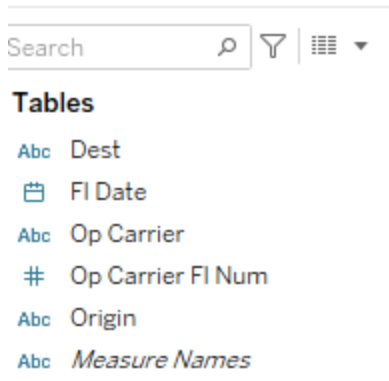 Search
Tables
Abc Dest
Fl Date
Abc Op Carrier
# Op Carrier Fl Num
Abc Origin
Abc Measure Names